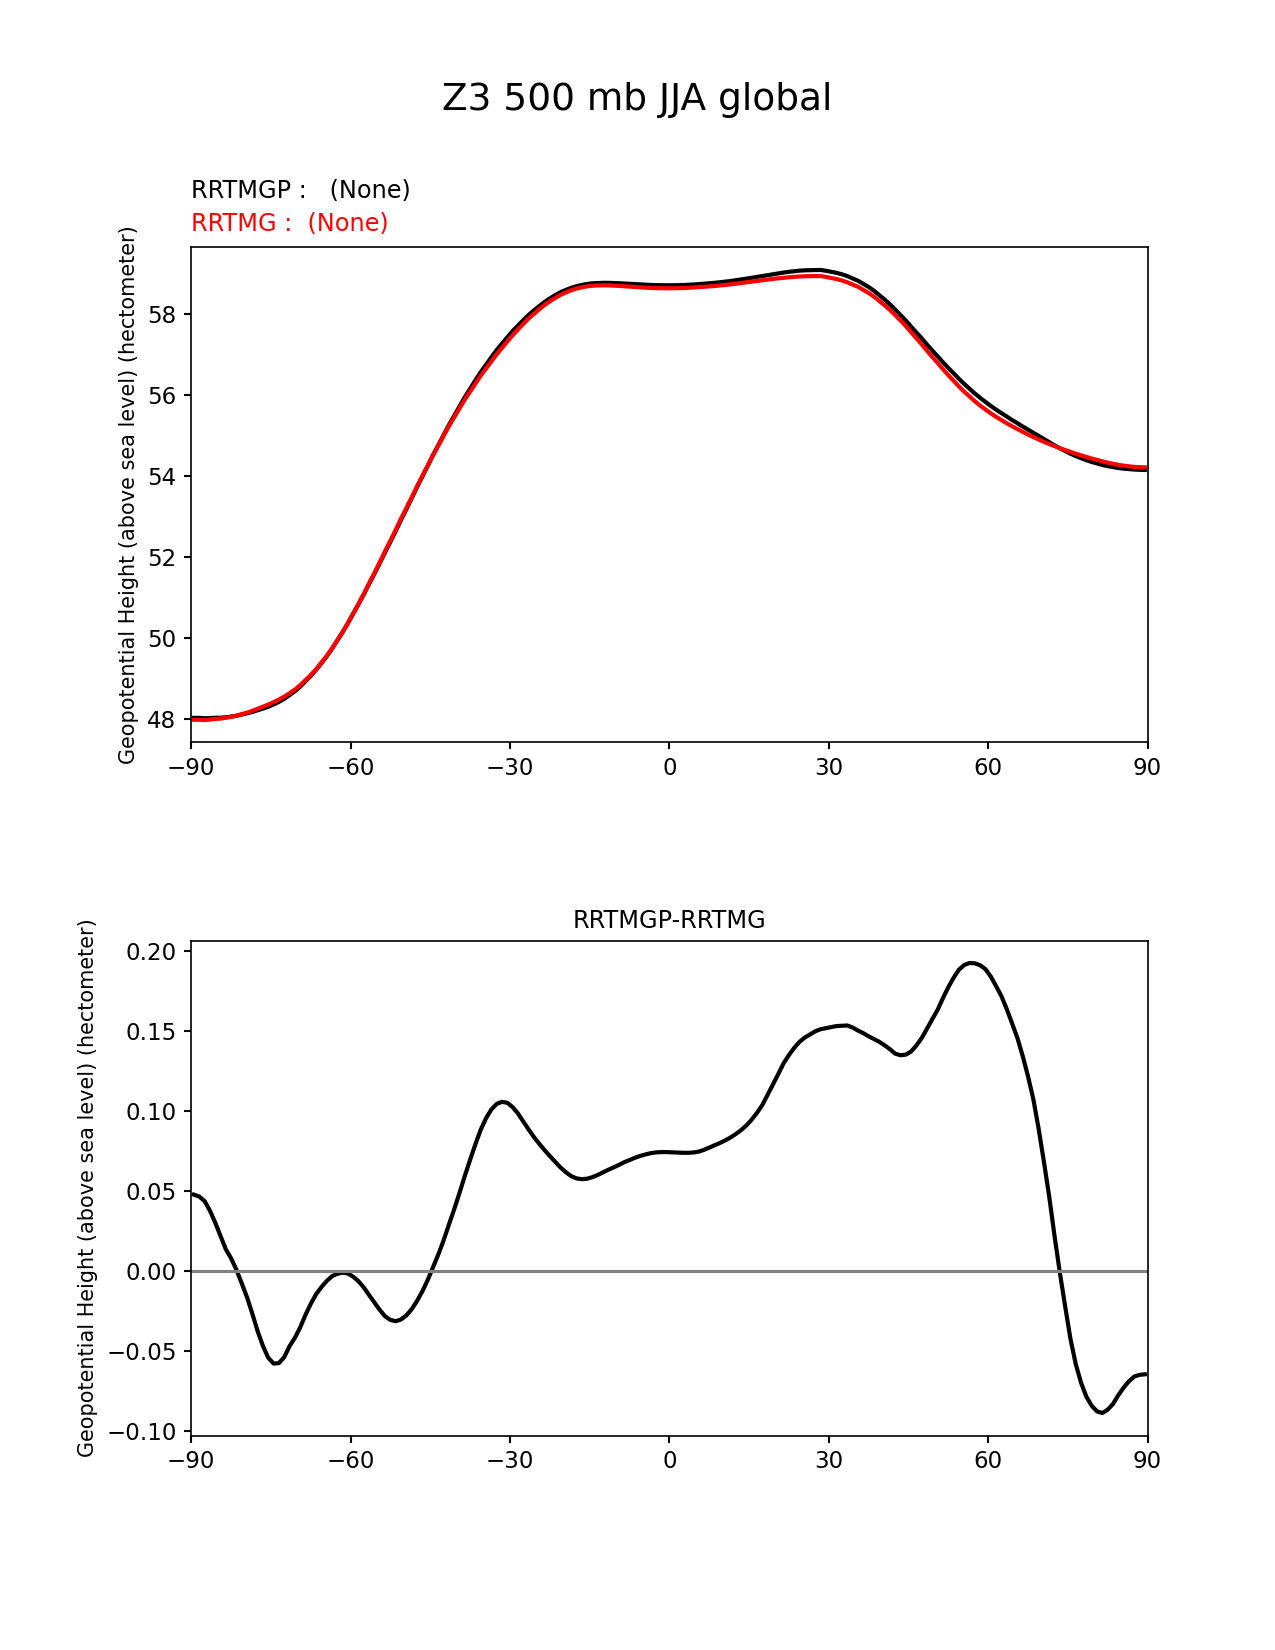 Z3 500 mb JJA global
RRTMGP :   (None)
RRTMG :  (None)
Geopotential Height (above sea level) (hectometer)
58
56
54
52
50
48
−90 −60 −30 0 30 60 90
RRTMGP-RRTMG
Geopotential Height (above sea level) (hectometer)
0.20
0.15
0.10
0.05
0.00
−0.05
−0.10
−90 −60 −30 0 30 60 90